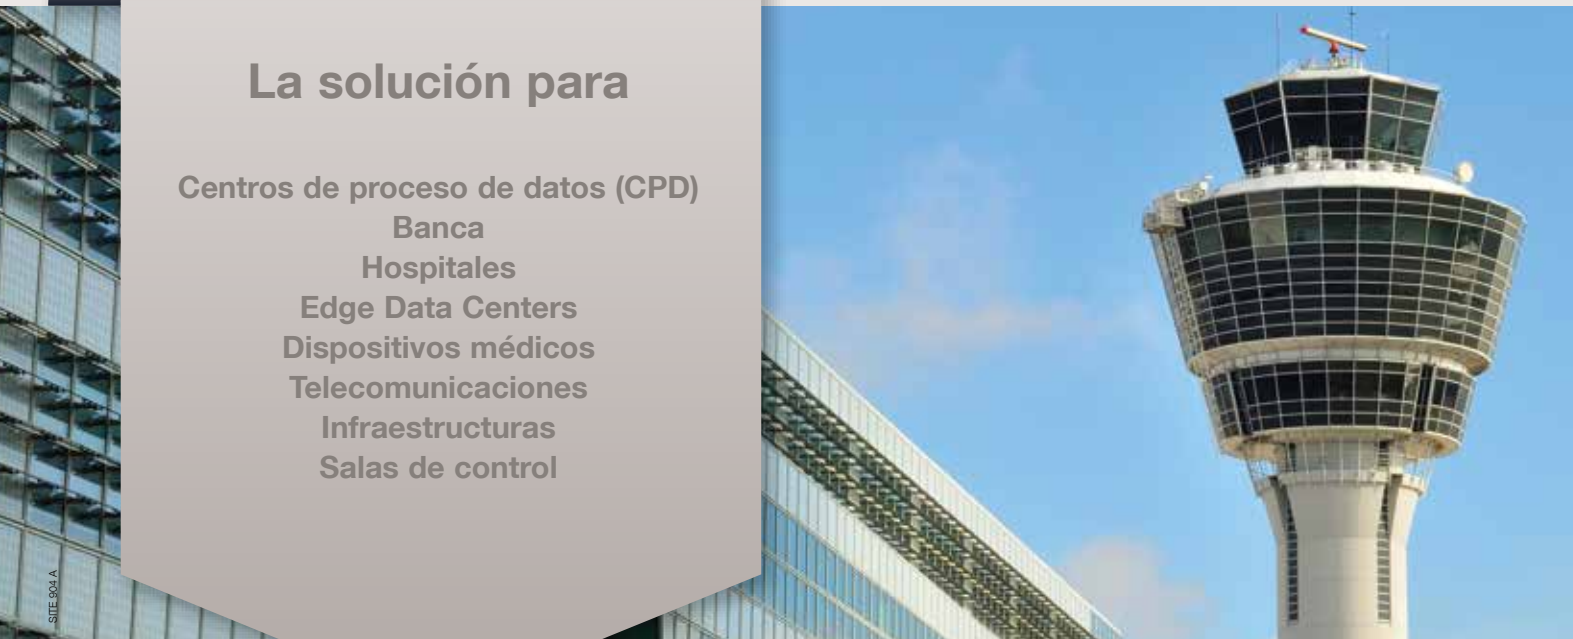 La solución para
Centros de proceso de datos (CPD)
Banca
Hospitales
Edge Data Centers
Dispositivos médicos
Telecomunicaciones
Infraestructuras
Salas de control
SITE 904 A